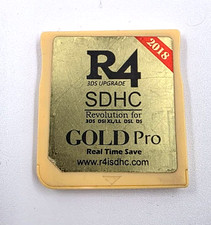 2018
R4
3DS UPGRADE
SDHC
Revolution for
3DS DSi XL/LL DSL DS
GOLD Pro
Real Time Save
www.r4isdhc.com